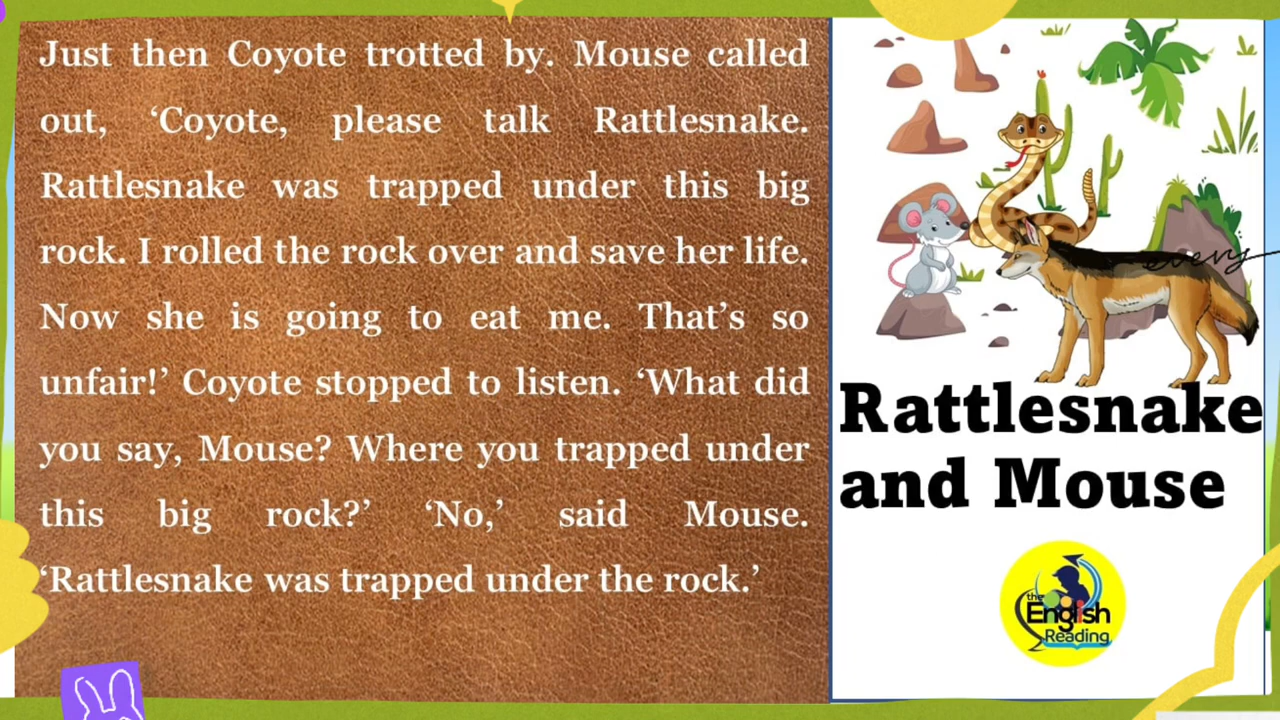 Just then Coyote trotted by. Mouse called
out, ‘Coyote, please talk Rattlesnake.
Rattlesnake was trapped under this big
rock. I rolled the rock over and save her life.
Now she is going to eat me. That’s so
unfair!’ Coyote stopped to listen. ‘What did
you say, Mouse? Where you trapped under
this big rock?’ ‘No,’ said Mouse.
‘Rattlesnake was trapped under the rock.’
every
Rattlesnake
and Mouse
the
English
Reading